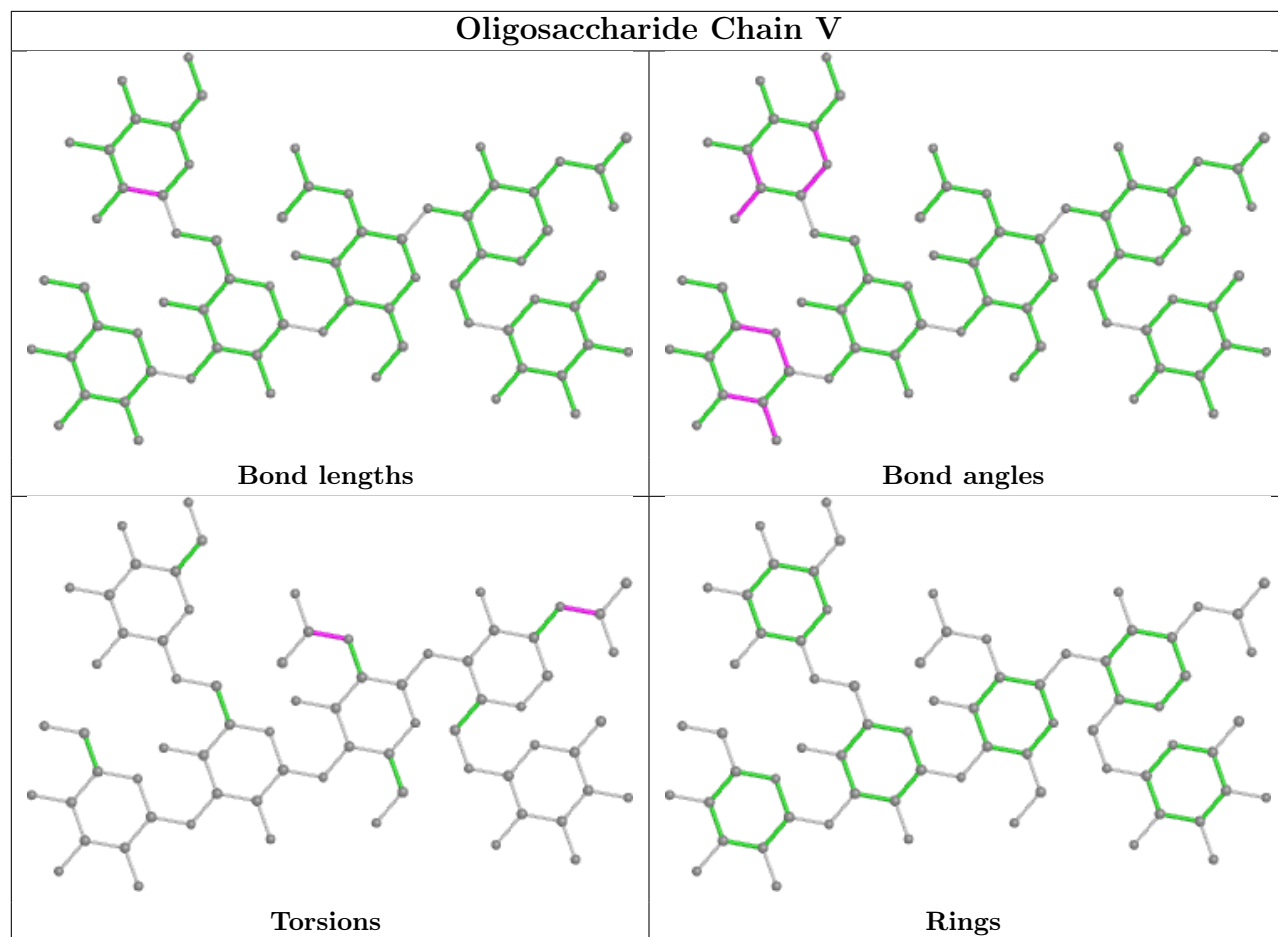 Oligosaccharide Chain V
Bond lengths
Bond angles
Torsions
Rings